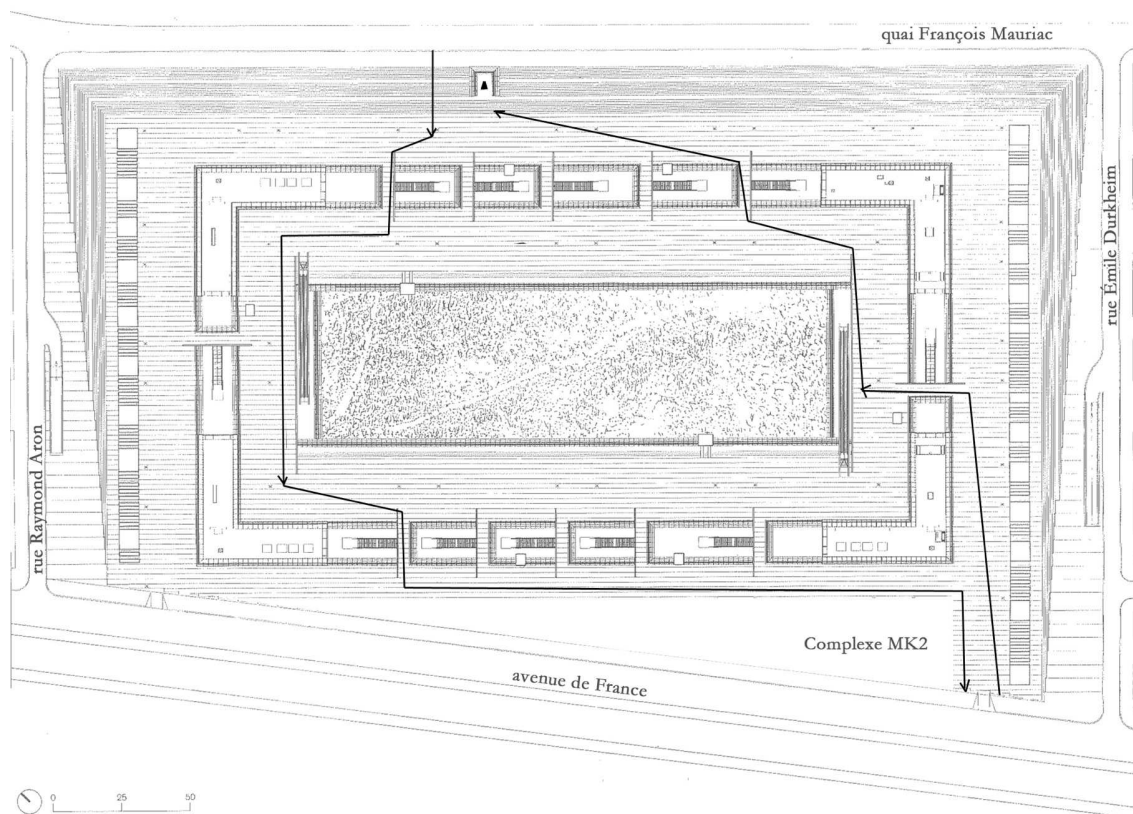 quai François Mauriac
rue Émile Durkheim
rue Raymond Aron
Complexe MK2
avenue de France
0 25 50